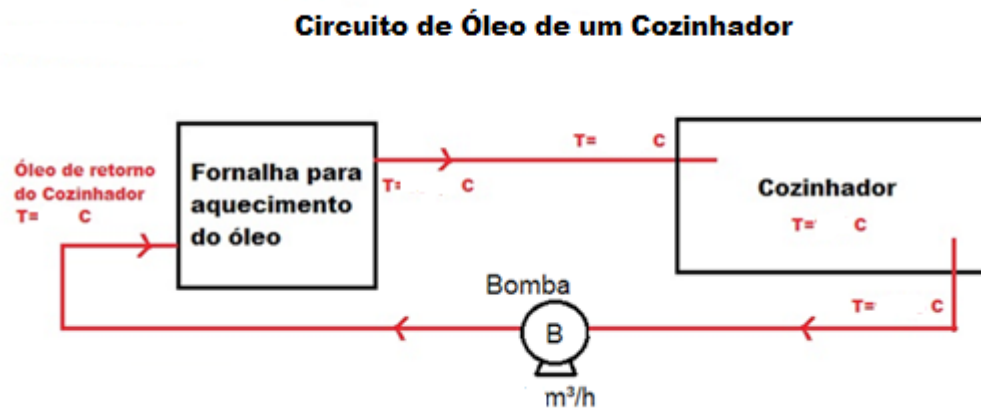 Circuito de Óleo de um Cozinhador
Óleo de retorno
do Cozinhador
T= C
Fornalha para
aquecimento
do óleo
T= C
T= C
Cozinhador
T= C
T= C
Bomba
B
m³/h